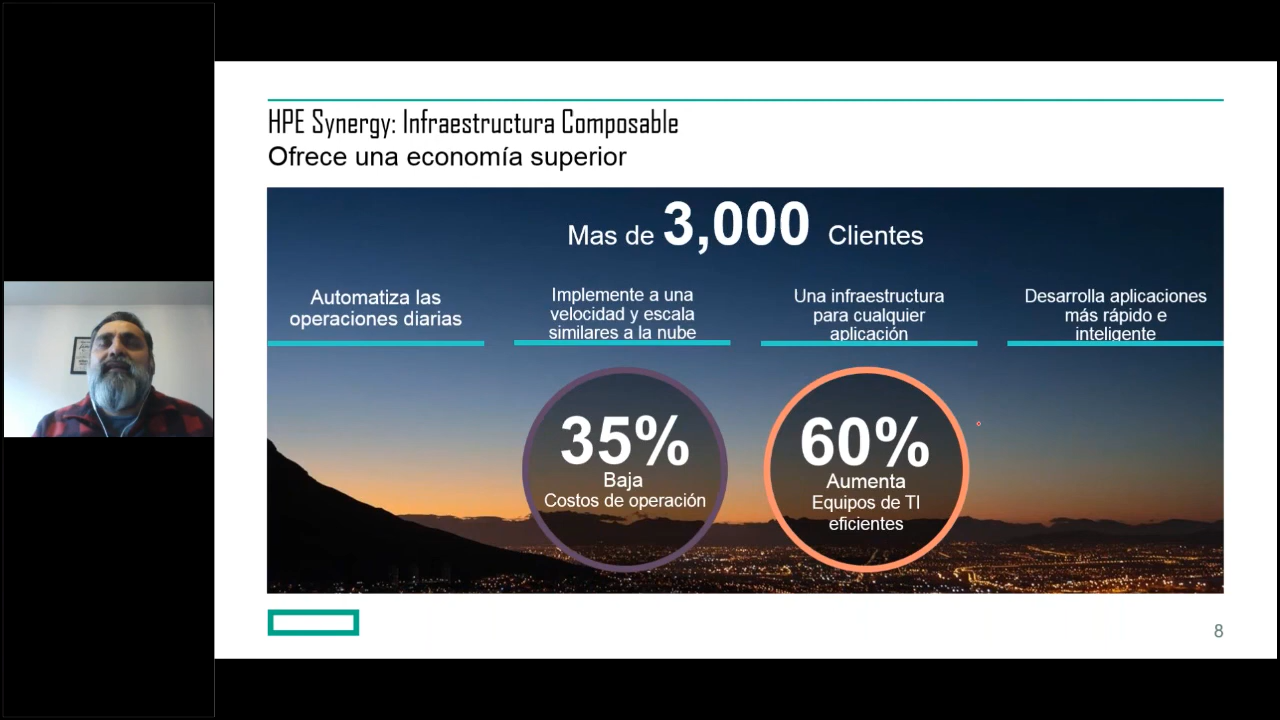 HPE Synergy: Infraestructura Composable
Ofrece una economía superior
Mas de 3,000 Clientes
Automatiza las
operaciones diarias
Implemente a una
velocidad y escala
similares a la nube
Una infraestructura
para cualquier
aplicación
Desarrolla aplicaciones
más rápido e
inteligente
35%
Baja
Costos de operación
60%
Aumenta
Equipos de TI
eficientes
8